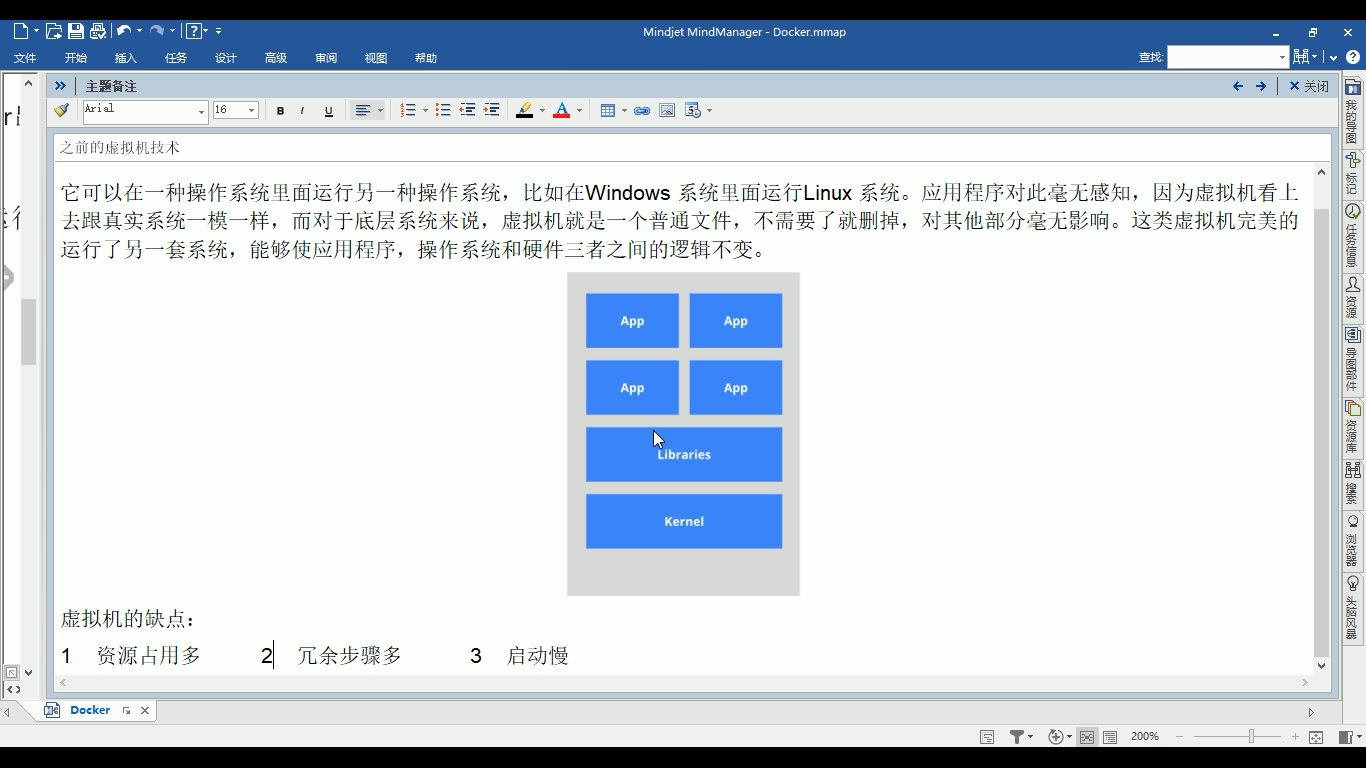 Mindjet MindManager - Docker.mmap
文件 开始 插入 任务 设计 高级 审阅 视图 帮助 查找:
主题备注 关闭
Arial 16 B I U
之前的虚拟机技术
它可以在一种操作系统里面运行另一种操作系统，比如在Windows 系统里面运行Linux 系统。应用程序对此毫无感知，因为虚拟机看上
去跟真实系统一模一样，而对于底层系统来说，虚拟机就是一个普通文件，不需要了就删掉，对其他部分毫无影响。这类虚拟机完美的
运行了另一套系统，能够使应用程序，操作系统和硬件三者之间的逻辑不变。
App App
App App
Libraries
Kernel
虚拟机的缺点：
1 资源占用多 2 冗余步骤多 3 启动慢
我的导图
标记
任务信息
资源
导图部件
资源库
搜索
浏览器
头脑风暴
Docker
200%